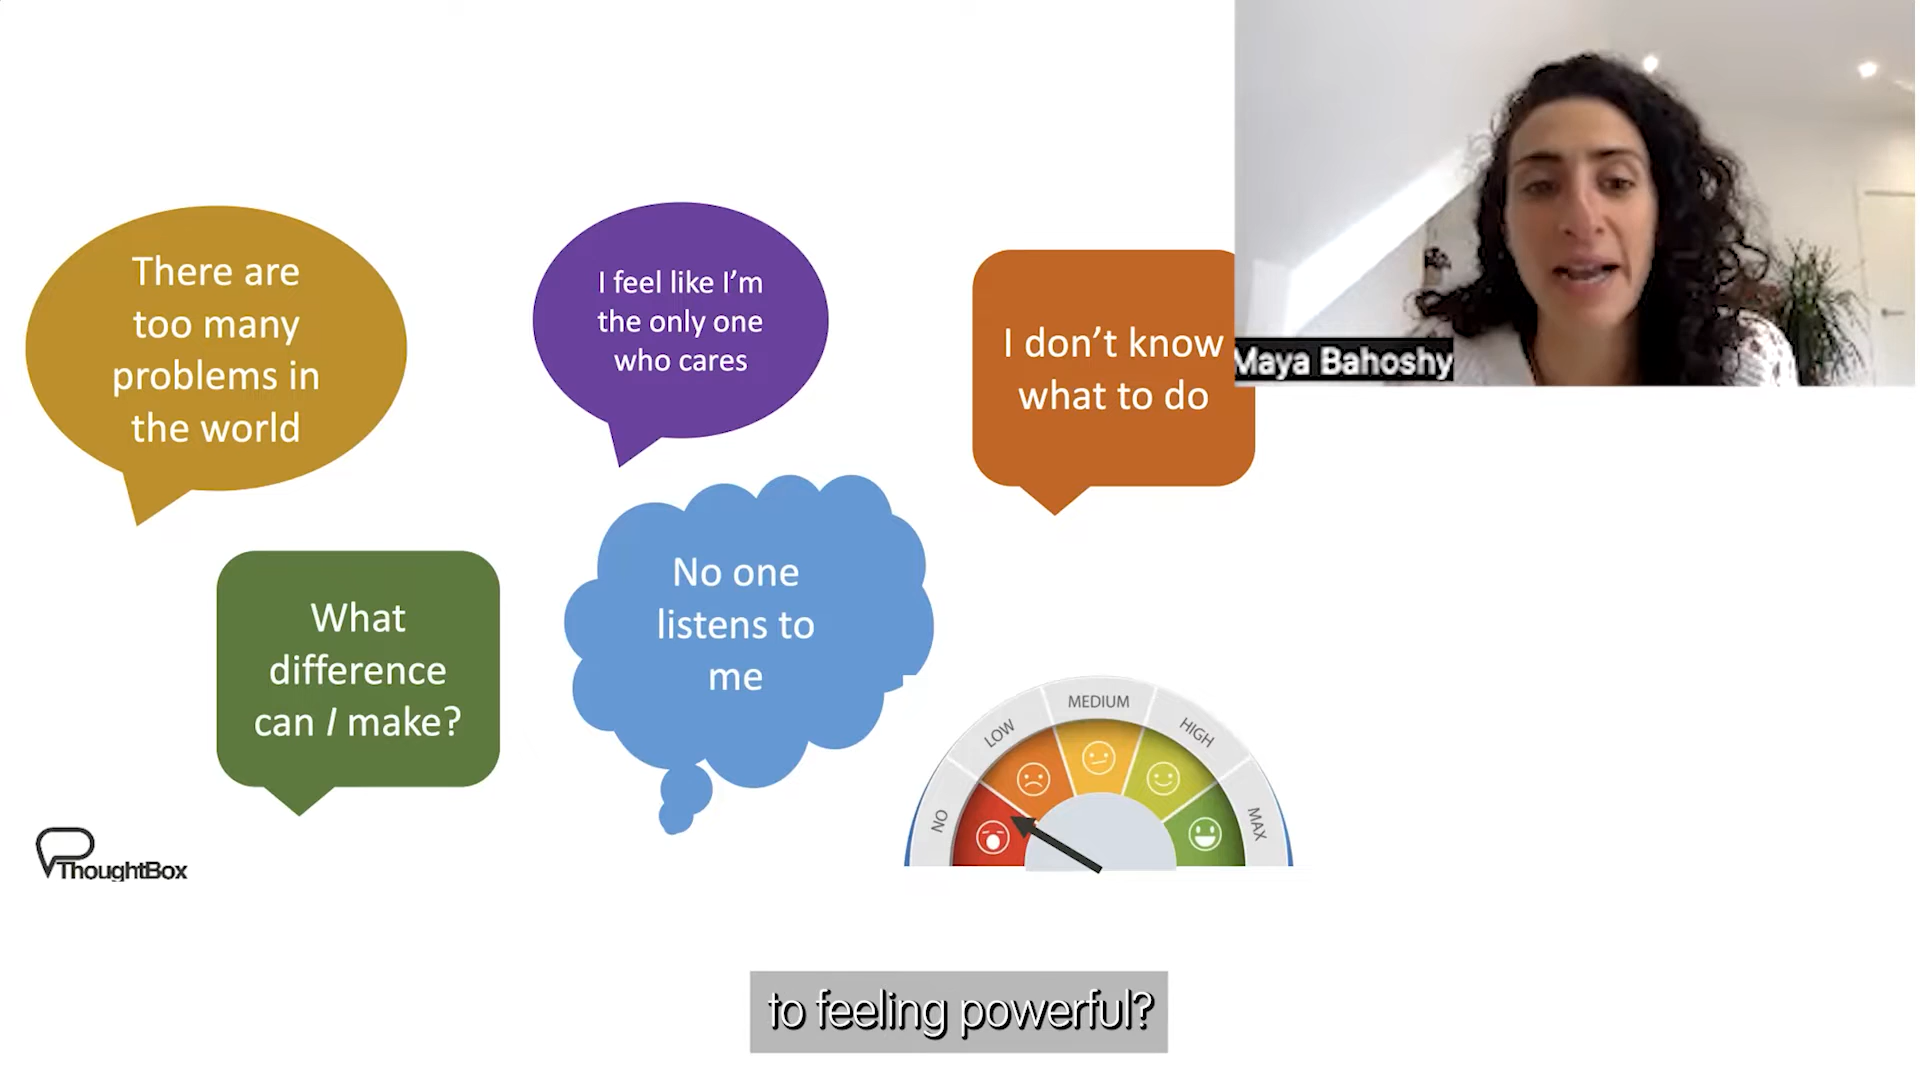 There are
too many
problems in
the world
I feel like I'm
the only one
who cares
I don't know
what to do
Maya Bahoshy
What
difference
can I make?
No one
listens to
me
NO
LOW
MEDIUM
HIGH
MAX
ThoughtBox
to feeling powerful?